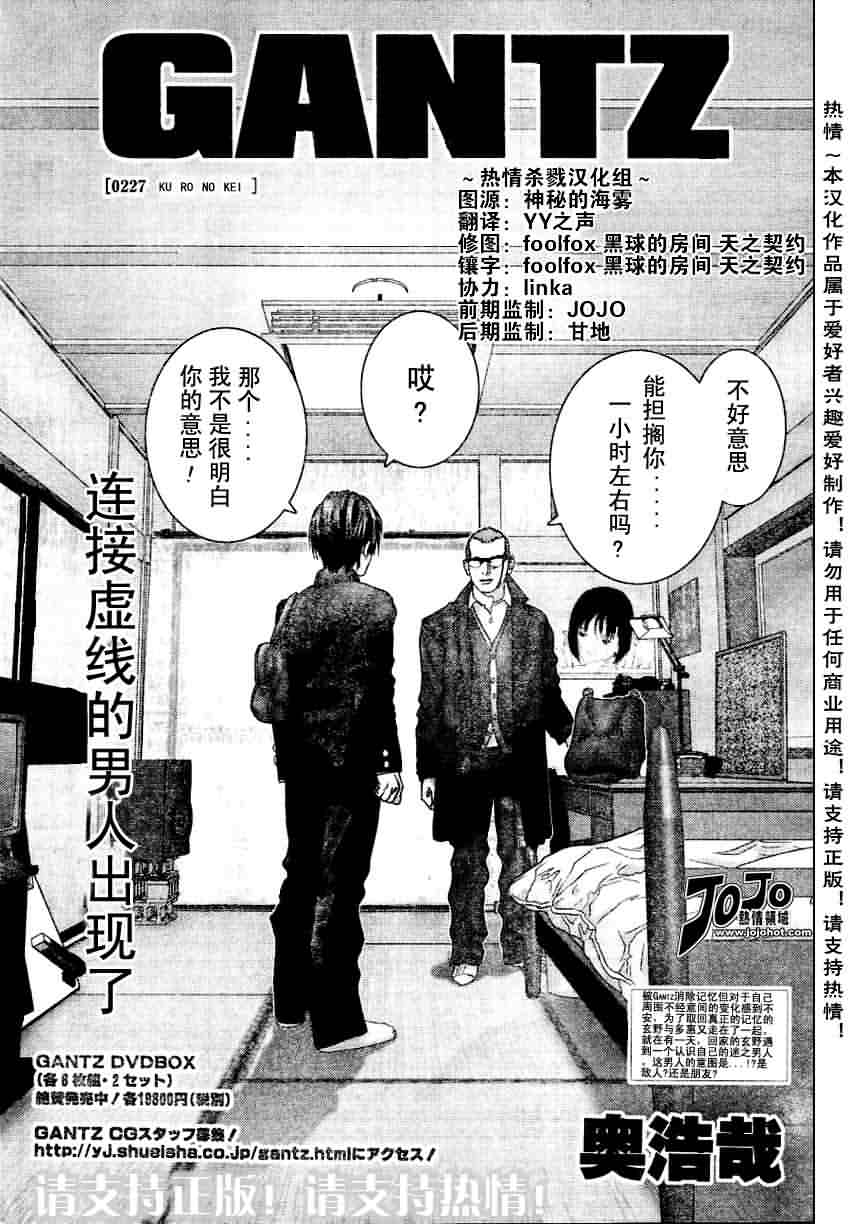 GANTZ
[0227 KU RO NO KEI ]
~热情杀戮汉化组~
图源：神秘的海雾
翻译：YY之声
修图：foolfox 黑球的房间 天之契约
镶字：foolfox 黑球的房间 天之契约
协力：linka
前期监制：JOJO
后期监制：甘地
不好意思
能担搁你.....
一小时左右吗？
哎？
那个....
我不是很明白
你的意思！
连接虚线的男人出现了
JOJO
熱情領域
www.jojohot.com
被GANTZ消除记忆但对于自己
周围不经意间的变化感到不
安，为了取回真正的记忆的
玄野与多惠又走在了一起，
就在有一天，回家的玄野遇
到一个认识自己的迷之男人
，这男人的意图是...!?是
敌人?还是朋友?
GANTZ DVDBOX
(各6枚組・2セット)
絶賛発売中！各19800円(税別)
GANTZ CGスタッフ募集！
http://yj.shueisha.co.jp/gantz.htmlにアクセス！
奥浩哉
请支持正版！请支持热情！
热情~本汉化作品属于爱好者兴趣爱好制作！请勿用于任何商业用途！请支持正版！请支持热情！